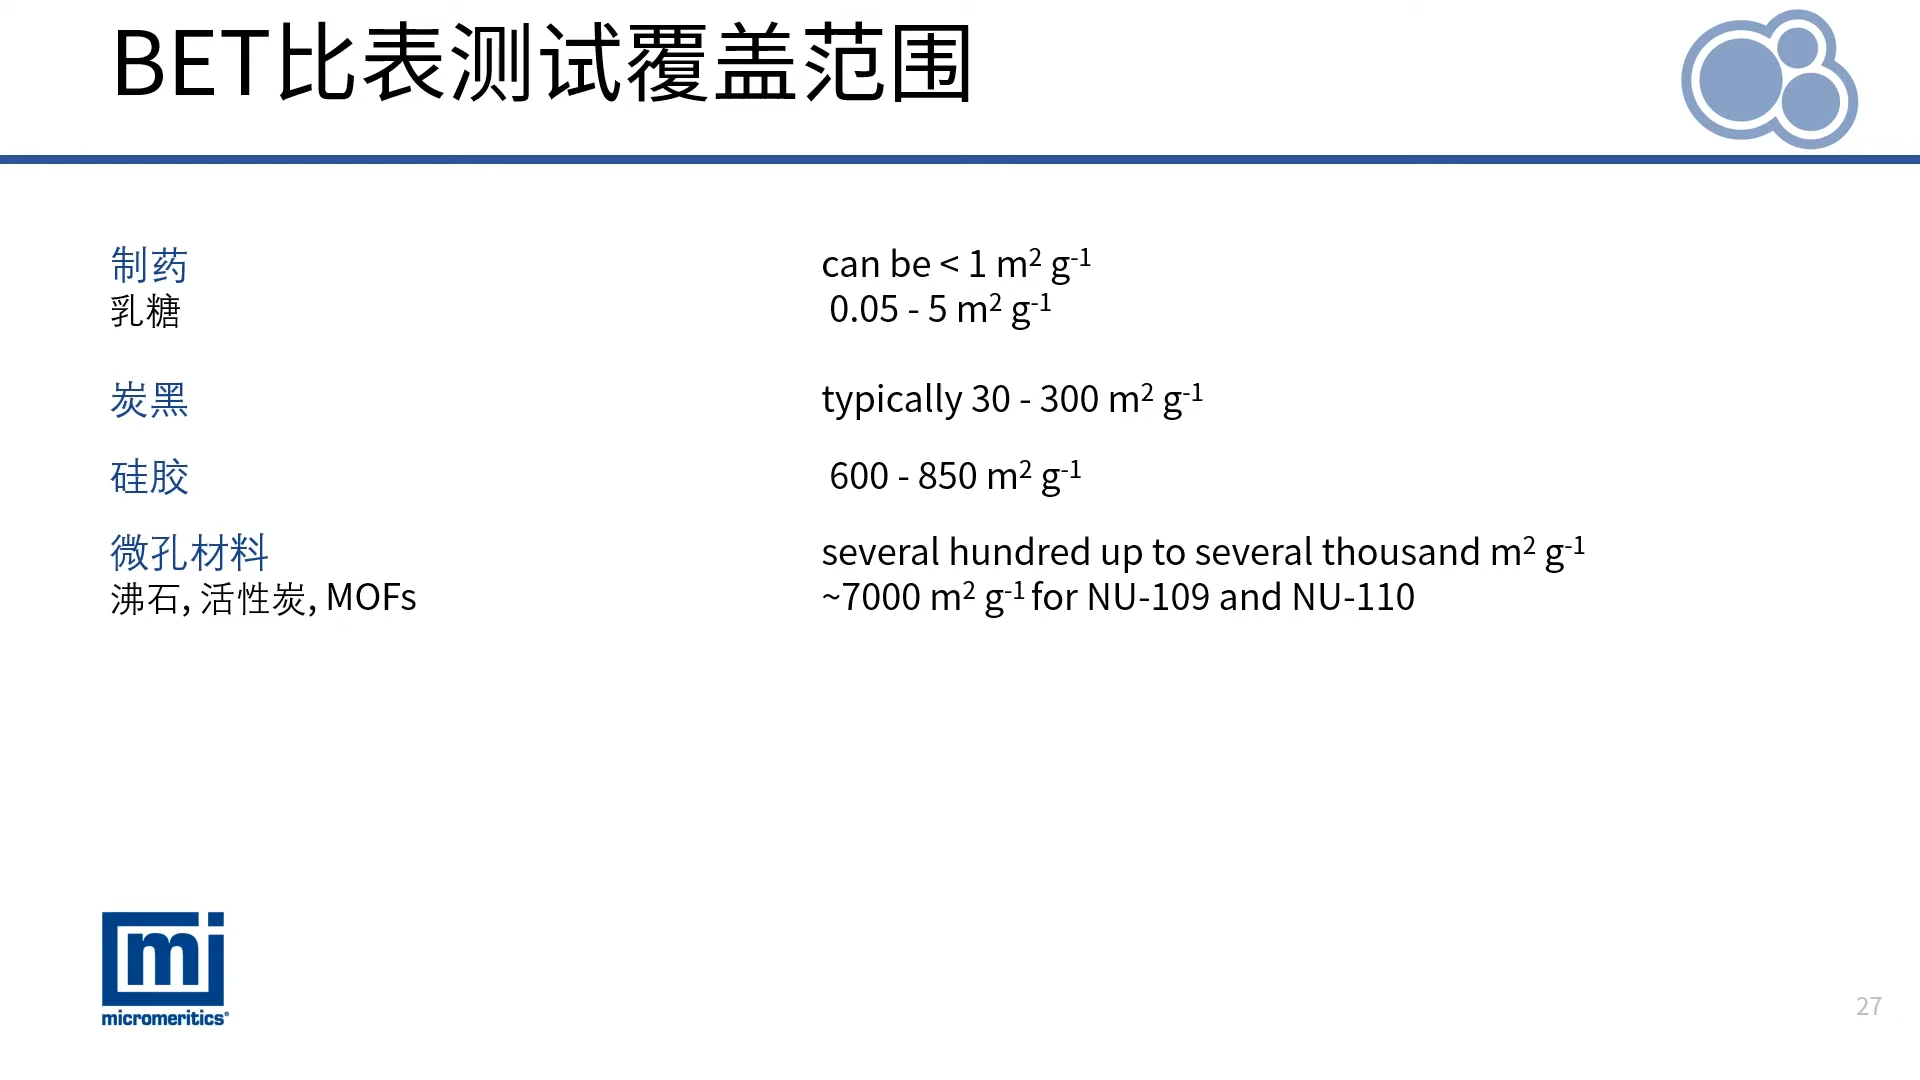 BET比表测试覆盖范围
制药 can be < 1 m² g⁻¹
乳糖 0.05 - 5 m² g⁻¹
炭黑 typically 30 - 300 m² g⁻¹
硅胶 600 - 850 m² g⁻¹
微孔材料 several hundred up to several thousand m² g⁻¹
沸石, 活性炭, MOFs ~7000 m² g⁻¹ for NU-109 and NU-110
mi
micromeritics®
27